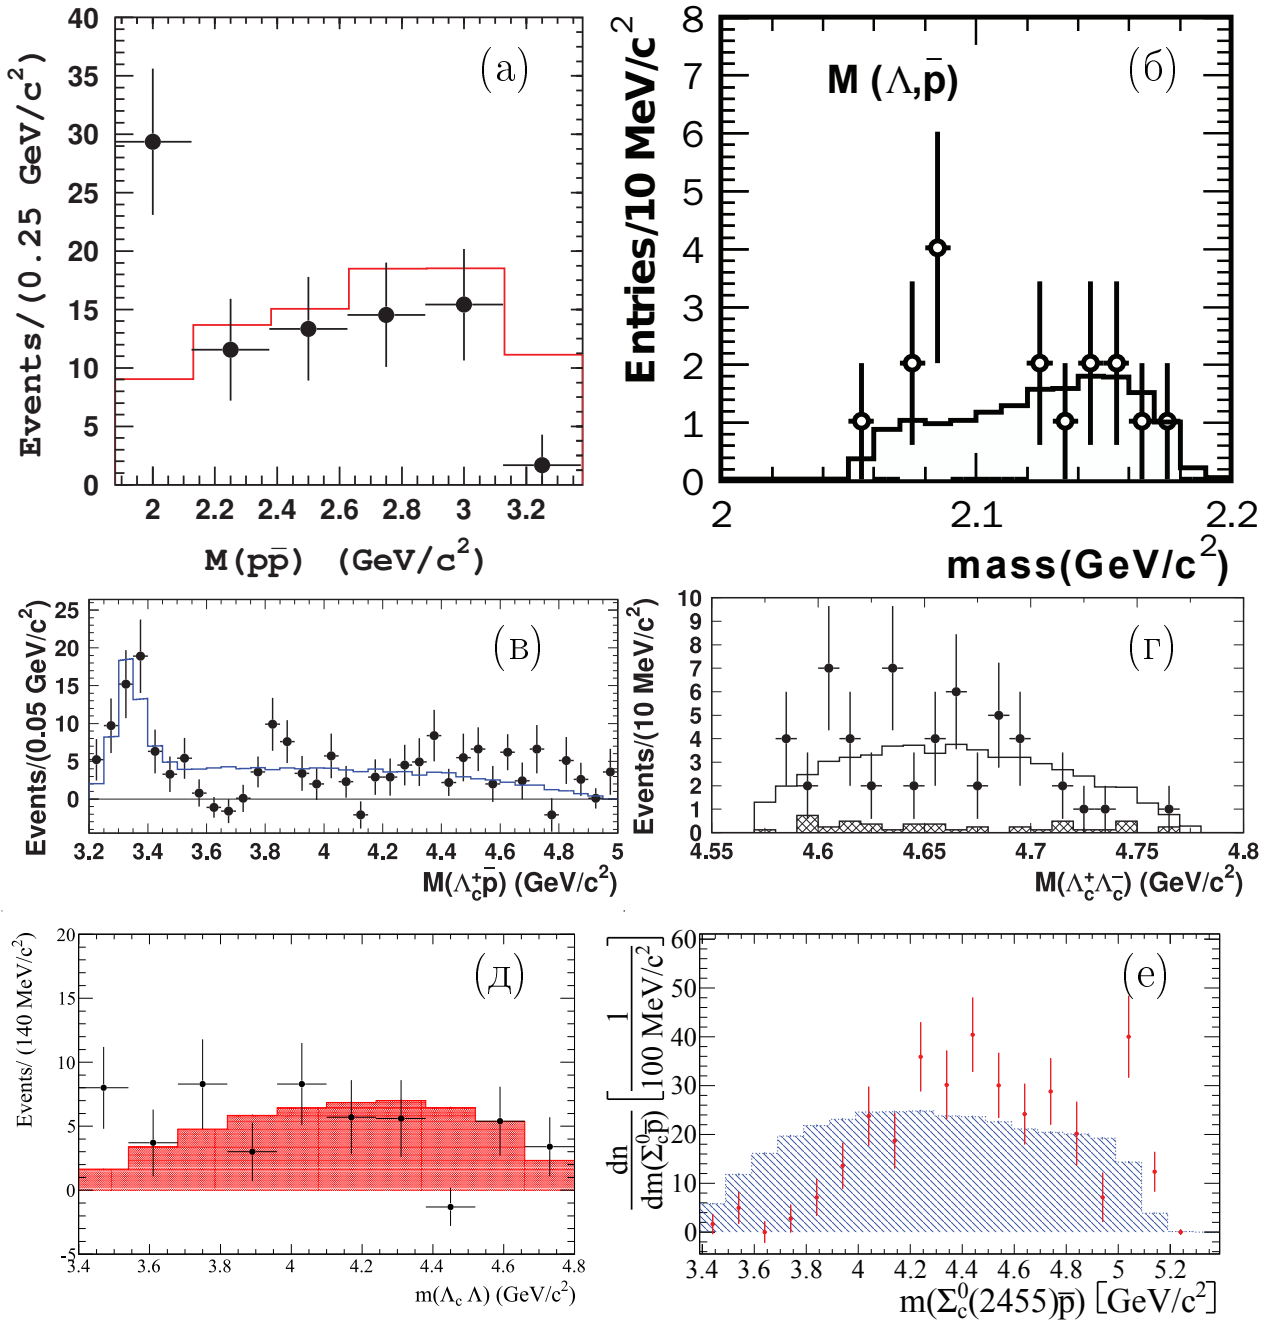 (а)
Events/(0.25 GeV/c²)
40
35
30
25
20
15
10
5
0
2 2.2 2.4 2.6 2.8 3 3.2
M(pp̄) (GeV/c²)
(б)
M (Λ,p̄)
Entries/10 MeV/c²
8
7
6
5
4
3
2
1
0
2 2.1 2.2
mass(GeV/c²)
(в)
Events/(0.05 GeV/c²)
25
20
15
10
5
0
3.2 3.4 3.6 3.8 4 4.2 4.4 4.6 4.8 5
M(Λc⁺p̄) (GeV/c²)
(г)
Events/(10 MeV/c²)
10
9
8
7
6
5
4
3
2
1
0
4.55 4.6 4.65 4.7 4.75 4.8
M(Λc⁺Λc⁻) (GeV/c²)
(д)
Events/ (140 MeV/c²)
20
15
10
5
0
-5
3.4 3.6 3.8 4 4.2 4.4 4.6 4.8
m(Λc Λ) (GeV/c²)
(е)
dn/dm(Σc⁰p̄) [1/100 MeV/c²]
60
50
40
30
20
10
0
3.4 3.6 3.8 4.0 4.2 4.4 4.6 4.8 5.0 5.2
m(Σc⁰(2455)p̄) [GeV/c²]